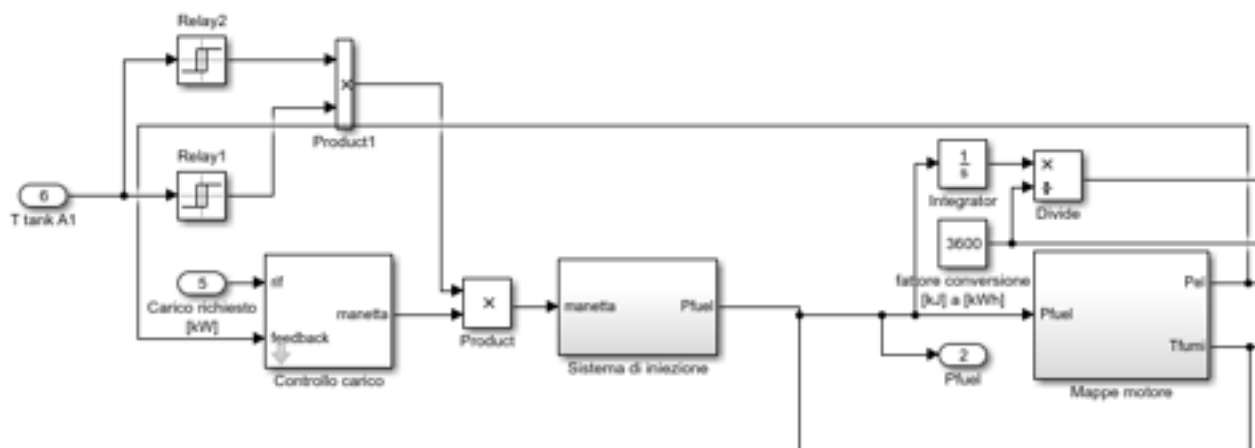 Relay2
×
Product1
Relay1
6
T tank A1
1
s
Integrator
×
÷
Divide
3600
fattore conversione
[kJ] a [kWh]
5
Carico richiesto
[kW]
rif
manetta
feedback
Controllo carico
×
Product
manetta
Pfuel
Sistema di iniezione
2
Pfuel
Pfuel
Pel
Tfumi
Mappe motore